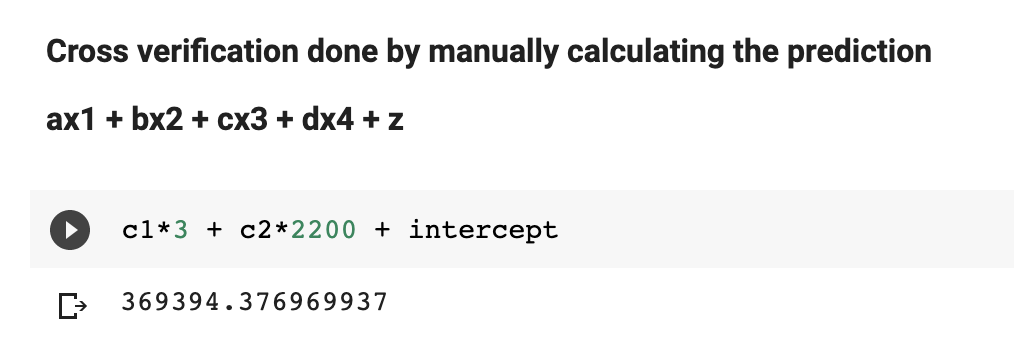 Cross verification done by manually calculating the prediction
ax1 + bx2 + cx3 + dx4 + z
c1*3 + c2*2200 + intercept
369394.376969937